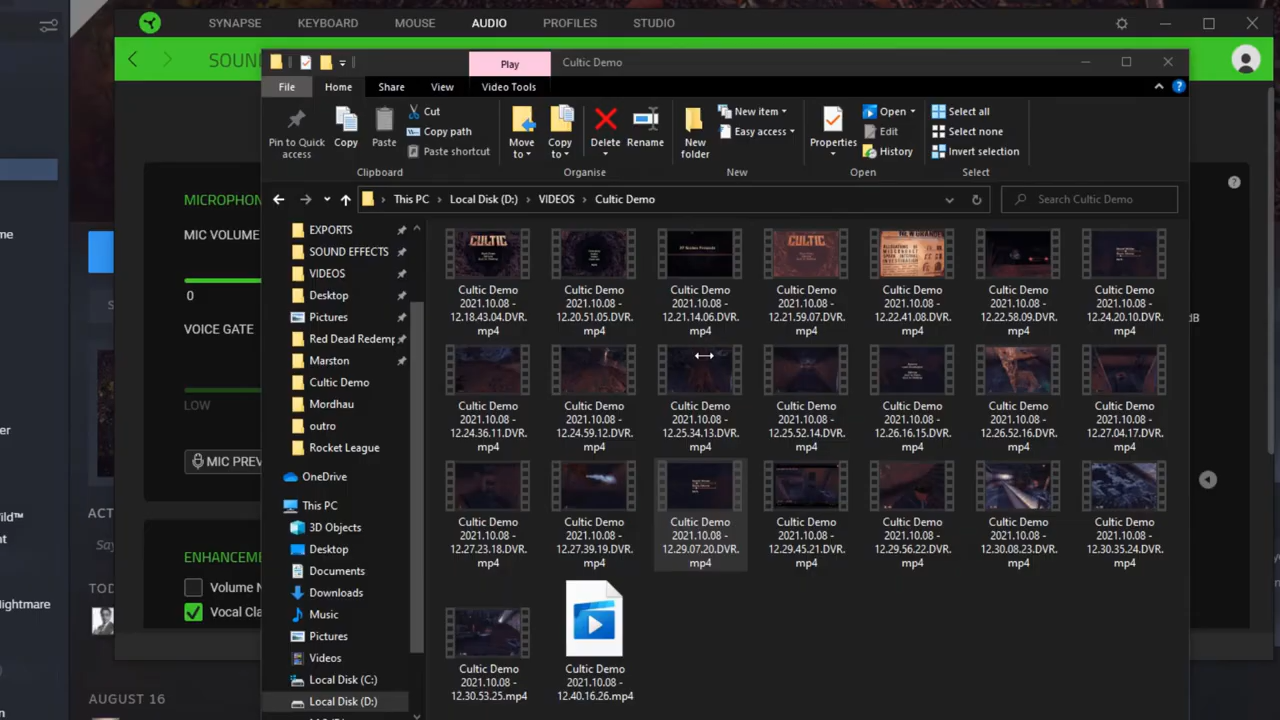 SYNAPSE KEYBOARD MOUSE AUDIO PROFILES STUDIO
SOUN
Play Cultic Demo
File Home Share View Video Tools
Pin to Quick access
Copy
Paste
Cut
Copy path
Paste shortcut
Move to
Copy to
Delete
Rename
New folder
New item
Easy access
Properties
Open
Edit
History
Select all
Select none
Invert selection
Clipboard Organise New Open Select
This PC > Local Disk (D:) > VIDEOS > Cultic Demo
Search Cultic Demo
MICROPHON
MIC VOLUME
0
VOICE GATE
LOW
MIC PREV
ENHANCEME
Volume N
Vocal Cla
EXPORTS
SOUND EFFECTS
VIDEOS
Desktop
Pictures
Red Dead Redemp
Marston
Cultic Demo
Mordhau
outro
Rocket League
OneDrive
This PC
3D Objects
Desktop
Documents
Downloads
Music
Pictures
Videos
Local Disk (C:)
Local Disk (D:)
Cultic Demo 2021.10.08 - 12.18.43.04.DVR.mp4
Cultic Demo 2021.10.08 - 12.20.51.05.DVR.mp4
Cultic Demo 2021.10.08 - 12.21.14.06.DVR.mp4
Cultic Demo 2021.10.08 - 12.21.59.07.DVR.mp4
Cultic Demo 2021.10.08 - 12.22.41.08.DVR.mp4
Cultic Demo 2021.10.08 - 12.22.58.09.DVR.mp4
Cultic Demo 2021.10.08 - 12.24.20.10.DVR.mp4
Cultic Demo 2021.10.08 - 12.24.36.11.DVR.mp4
Cultic Demo 2021.10.08 - 12.24.59.12.DVR.mp4
Cultic Demo 2021.10.08 - 12.25.34.13.DVR.mp4
Cultic Demo 2021.10.08 - 12.25.52.14.DVR.mp4
Cultic Demo 2021.10.08 - 12.26.16.15.DVR.mp4
Cultic Demo 2021.10.08 - 12.26.52.16.DVR.mp4
Cultic Demo 2021.10.08 - 12.27.04.17.DVR.mp4
Cultic Demo 2021.10.08 - 12.27.23.18.DVR.mp4
Cultic Demo 2021.10.08 - 12.27.39.19.DVR.mp4
Cultic Demo 2021.10.08 - 12.29.07.20.DVR.mp4
Cultic Demo 2021.10.08 - 12.29.45.21.DVR.mp4
Cultic Demo 2021.10.08 - 12.29.56.22.DVR.mp4
Cultic Demo 2021.10.08 - 12.30.08.23.DVR.mp4
Cultic Demo 2021.10.08 - 12.30.35.24.DVR.mp4
Cultic Demo 2021.10.08 - 12.30.53.25.mp4
Cultic Demo 2021.10.08 - 12.40.16.26.mp4
CULTIC
CULTIC
dB
me
er
ild™
nt
lightmare
n
ACT
Say
TOD
AUGUST 16